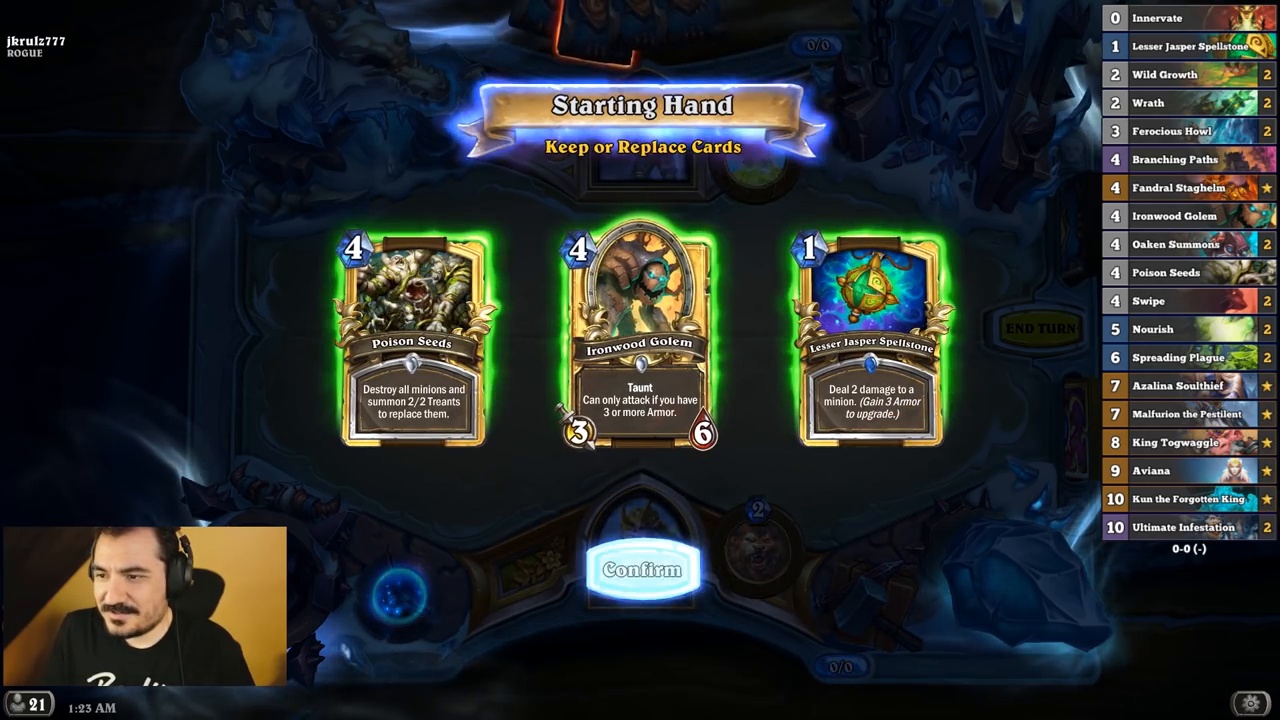 jkrulz777
ROGUE
0/0
Starting Hand
Keep or Replace Cards
4
Poison Seeds
Destroy all minions and
summon 2/2 Treants
to replace them.
4
Ironwood Golem
Taunt
Can only attack if you have
3 or more Armor.
3
6
1
Lesser Jasper Spellstone
Deal 2 damage to a
minion. (Gain 3 Armor
to upgrade.)
END TURN
2
Confirm
0/0
0 Innervate
1 Lesser Jasper Spellstone
2 Wild Growth 2
2 Wrath 2
3 Ferocious Howl 2
4 Branching Paths
4 Fandral Staghelm
4 Ironwood Golem
4 Oaken Summons 2
4 Poison Seeds
4 Swipe 2
5 Nourish 2
6 Spreading Plague 2
7 Azalina Soulthief
7 Malfurion the Pestilent
8 King Togwaggle
9 Aviana
10 Kun the Forgotten King
10 Ultimate Infestation 2
0-0 (-)
21
1:23 AM